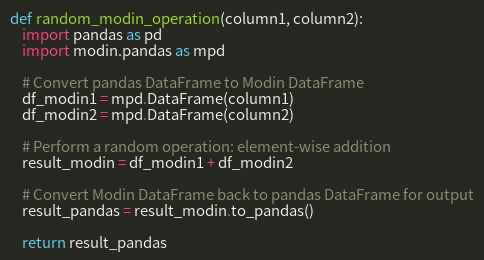 def random_modin_operation(column1, column2):
    import pandas as pd
    import modin.pandas as mpd

    # Convert pandas DataFrame to Modin DataFrame
    df_modin1 = mpd.DataFrame(column1)
    df_modin2 = mpd.DataFrame(column2)

    # Perform a random operation: element-wise addition
    result_modin = df_modin1 + df_modin2

    # Convert Modin DataFrame back to pandas DataFrame for output
    result_pandas = result_modin.to_pandas()

    return result_pandas